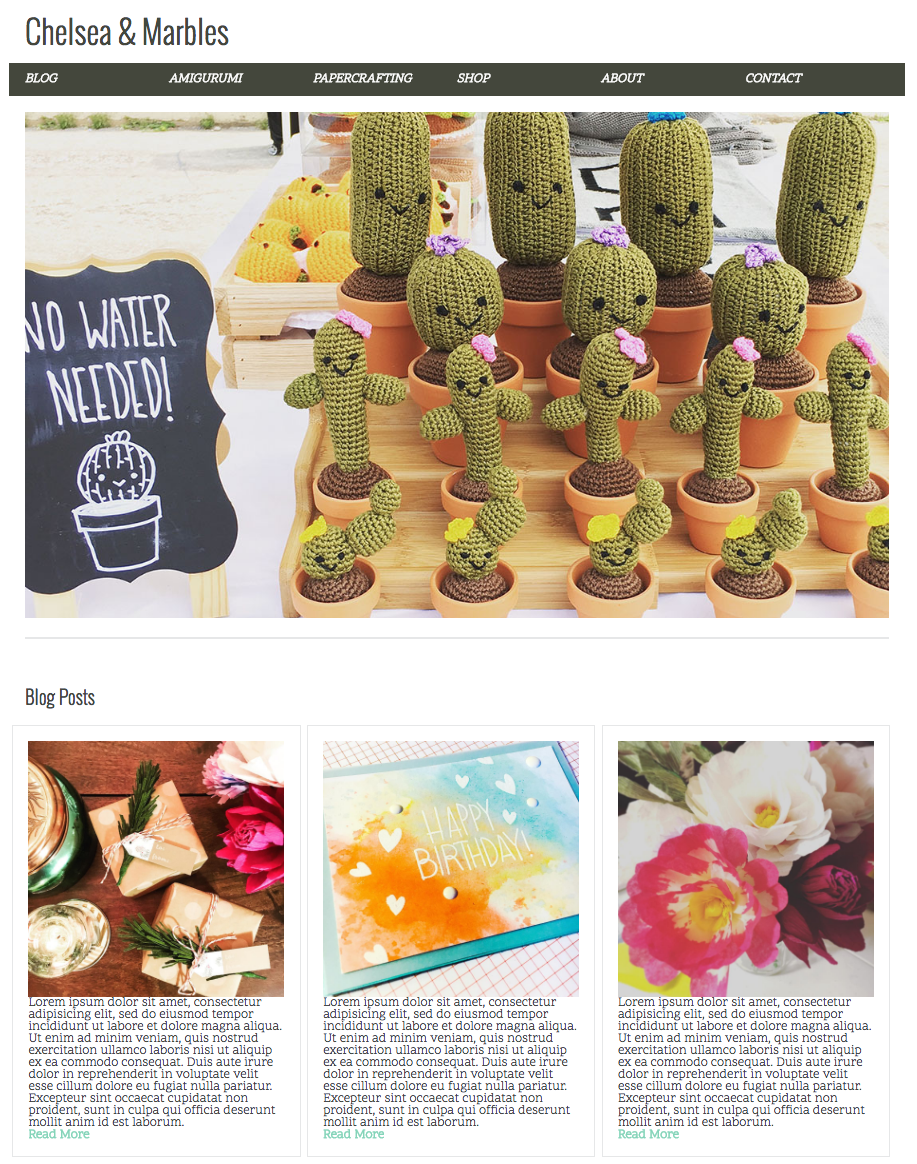 Chelsea & Marbles
BLOG AMIGURUMI PAPERCRAFTING SHOP ABOUT CONTACT
NO WATER
NEEDED!
Blog Posts
HAPPY
BIRTHDAY!
Lorem ipsum dolor sit amet, consectetur
adipisicing elit, sed do eiusmod tempor
incididunt ut labore et dolore magna aliqua.
Ut enim ad minim veniam, quis nostrud
exercitation ullamco laboris nisi ut aliquip
ex ea commodo consequat. Duis aute irure
dolor in reprehenderit in voluptate velit
esse cillum dolore eu fugiat nulla pariatur.
Excepteur sint occaecat cupidatat non
proident, sunt in culpa qui officia deserunt
mollit anim id est laborum.
Read More
Lorem ipsum dolor sit amet, consectetur
adipisicing elit, sed do eiusmod tempor
incididunt ut labore et dolore magna aliqua.
Ut enim ad minim veniam, quis nostrud
exercitation ullamco laboris nisi ut aliquip
ex ea commodo consequat. Duis aute irure
dolor in reprehenderit in voluptate velit
esse cillum dolore eu fugiat nulla pariatur.
Excepteur sint occaecat cupidatat non
proident, sunt in culpa qui officia deserunt
mollit anim id est laborum.
Read More
Lorem ipsum dolor sit amet, consectetur
adipisicing elit, sed do eiusmod tempor
incididunt ut labore et dolore magna aliqua.
Ut enim ad minim veniam, quis nostrud
exercitation ullamco laboris nisi ut aliquip
ex ea commodo consequat. Duis aute irure
dolor in reprehenderit in voluptate velit
esse cillum dolore eu fugiat nulla pariatur.
Excepteur sint occaecat cupidatat non
proident, sunt in culpa qui officia deserunt
mollit anim id est laborum.
Read More